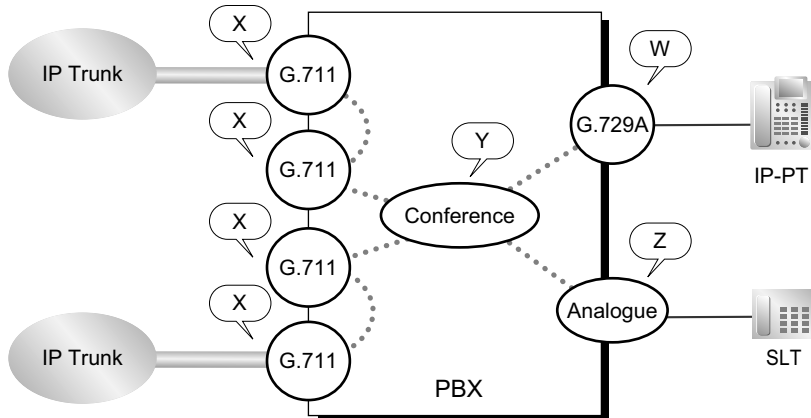 X
W
IP Trunk
G.711
X
G.729A
G.711
Y
IP-PT
Conference
X
G.711
Z
X
Analogue
IP Trunk
G.711
SLT
PBX